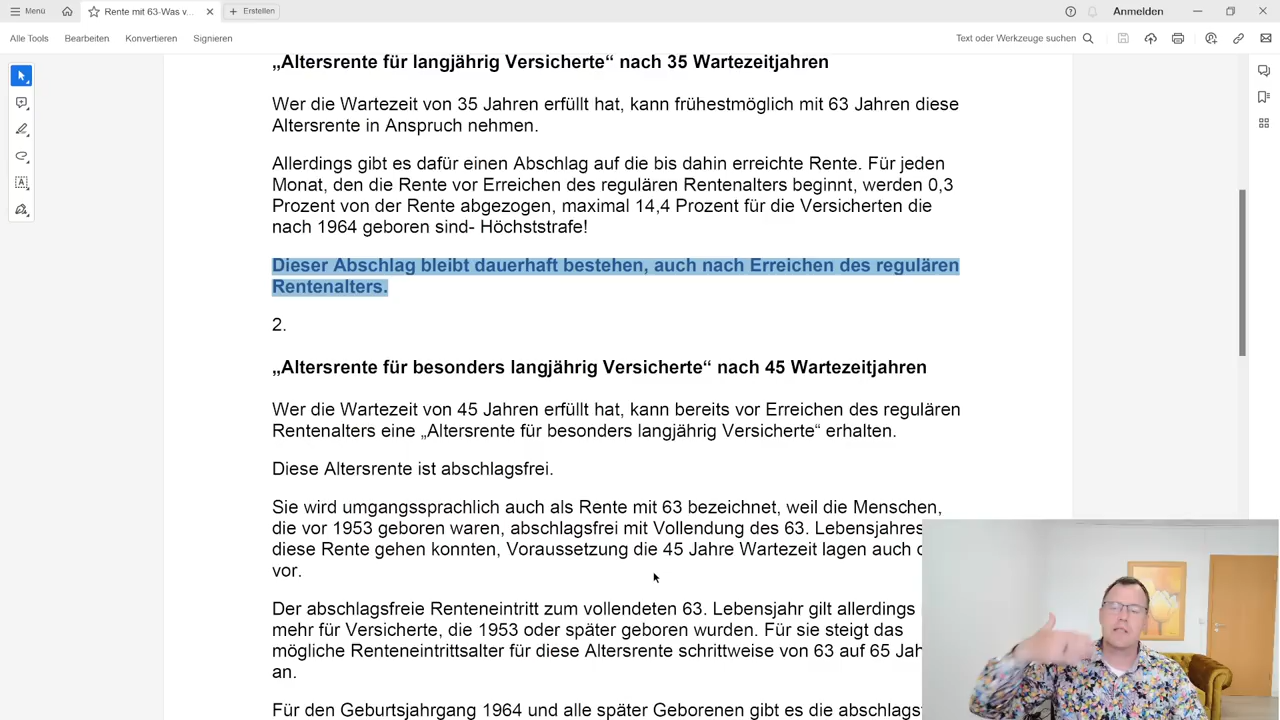 Menü
Rente mit 63-Was v...
Erstellen
Anmelden
Alle Tools
Bearbeiten
Konvertieren
Signieren
Text oder Werkzeuge suchen
„Altersrente für langjährig Versicherte“ nach 35 Wartezeitjahren
Wer die Wartezeit von 35 Jahren erfüllt hat, kann frühestmöglich mit 63 Jahren diese
Altersrente in Anspruch nehmen.
Allerdings gibt es dafür einen Abschlag auf die bis dahin erreichte Rente. Für jeden
Monat, den die Rente vor Erreichen des regulären Rentenalters beginnt, werden 0,3
Prozent von der Rente abgezogen, maximal 14,4 Prozent für die Versicherten die
nach 1964 geboren sind- Höchststrafe!
Dieser Abschlag bleibt dauerhaft bestehen, auch nach Erreichen des regulären
Rentenalters.
2.
„Altersrente für besonders langjährig Versicherte“ nach 45 Wartezeitjahren
Wer die Wartezeit von 45 Jahren erfüllt hat, kann bereits vor Erreichen des regulären
Rentenalters eine „Altersrente für besonders langjährig Versicherte“ erhalten.
Diese Altersrente ist abschlagsfrei.
Sie wird umgangssprachlich auch als Rente mit 63 bezeichnet, weil die Menschen,
die vor 1953 geboren waren, abschlagsfrei mit Vollendung des 63. Lebensjahres
diese Rente gehen konnten, Voraussetzung die 45 Jahre Wartezeit lagen auch
vor.
Der abschlagsfreie Renteneintritt zum vollendeten 63. Lebensjahr gilt allerdings
mehr für Versicherte, die 1953 oder später geboren wurden. Für sie steigt das
mögliche Renteneintrittsalter für diese Altersrente schrittweise von 63 auf 65 Jah
an.
Für den Geburtsjahrgang 1964 und alle später Geborenen gibt es die abschlags